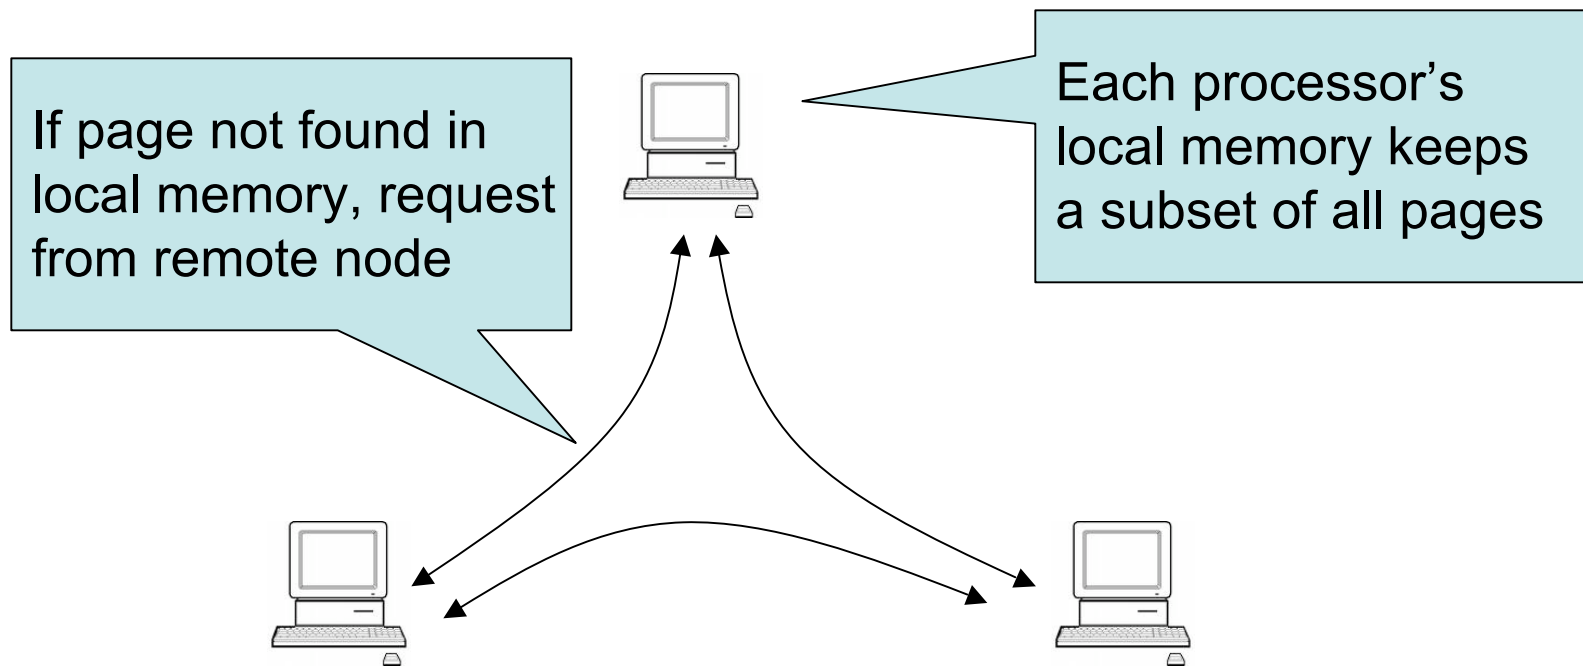 If page not found in
local memory, request
from remote node
Each processor’s
local memory keeps
a subset of all pages